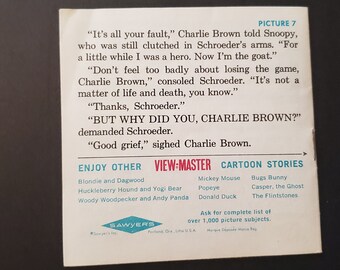 PICTURE 7
"It's all your fault," Charlie Brown told Snoopy,
who was still clutched in Schroeder's arms. "For
a little while I was a hero. Now I'm the goat."
"Don't feel too badly about losing the game,
Charlie Brown," consoled Schroeder. "It's not a
matter of life and death, you know."
"Thanks, Schroeder."
"BUT WHY DID YOU, CHARLIE BROWN?"
demanded Schroeder.
"Good grief," sighed Charlie Brown.
ENJOY OTHER VIEW-MASTER CARTOON STORIES
Blondie and Dagwood
Huckleberry Hound and Yogi Bear
Woody Woodpecker and Andy Panda
Mickey Mouse
Popeye
Donald Duck
Bugs Bunny
Casper, the Ghost
The Flintstones
SAWYER'S
Portland, Ore. U.S.A.
Ask for complete list of
over 1,000 picture subjects.